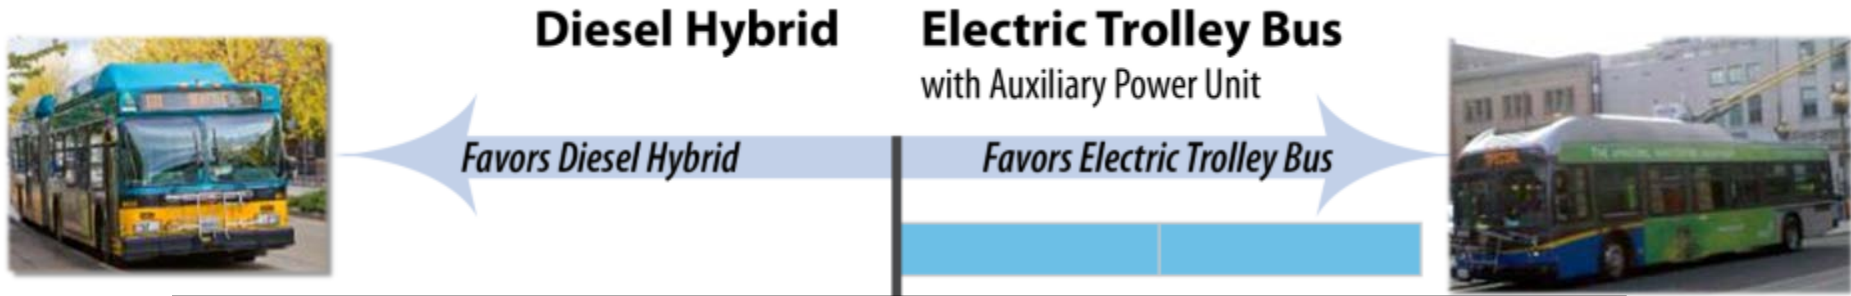 Diesel Hybrid
Electric Trolley Bus
with Auxiliary Power Unit
Favors Diesel Hybrid
Favors Electric Trolley Bus